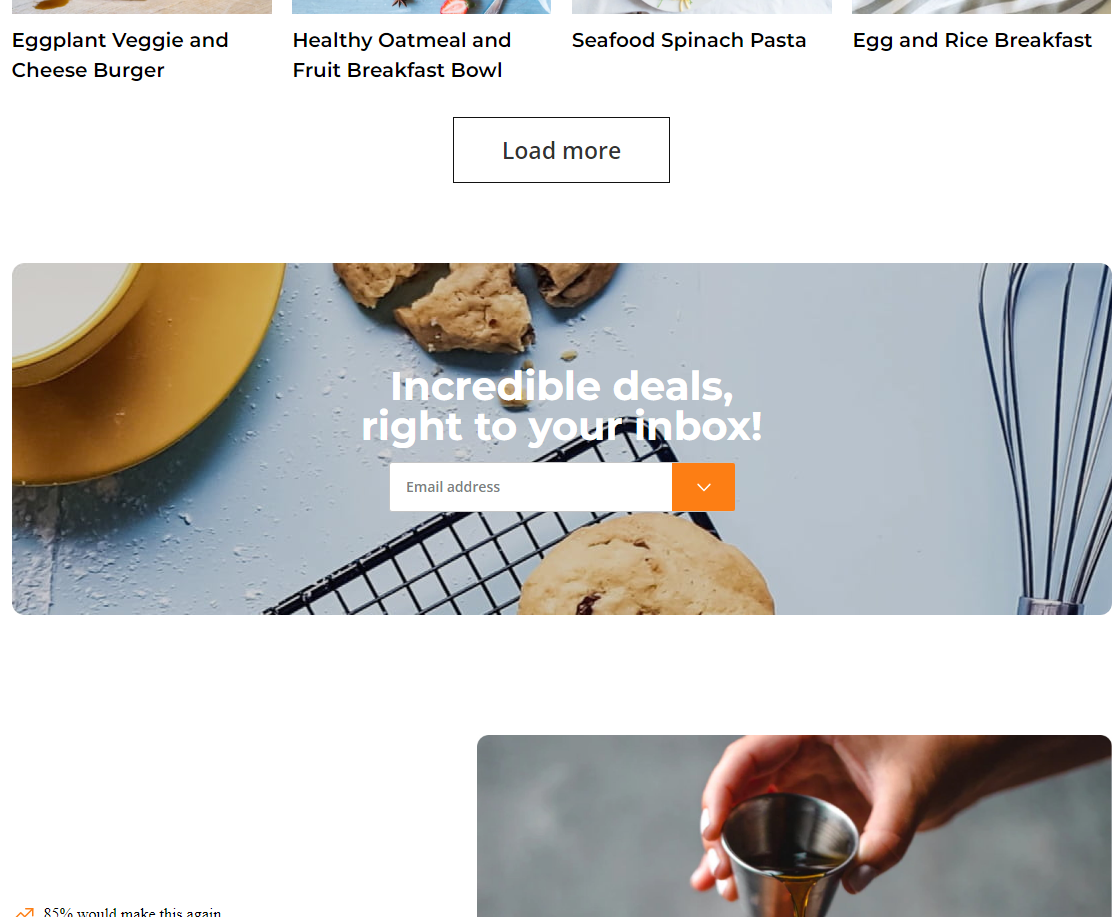 Eggplant Veggie and
Cheese Burger
Healthy Oatmeal and
Fruit Breakfast Bowl
Seafood Spinach Pasta
Egg and Rice Breakfast
Load more
Incredible deals,
right to your inbox!
Email address
85% would make this again